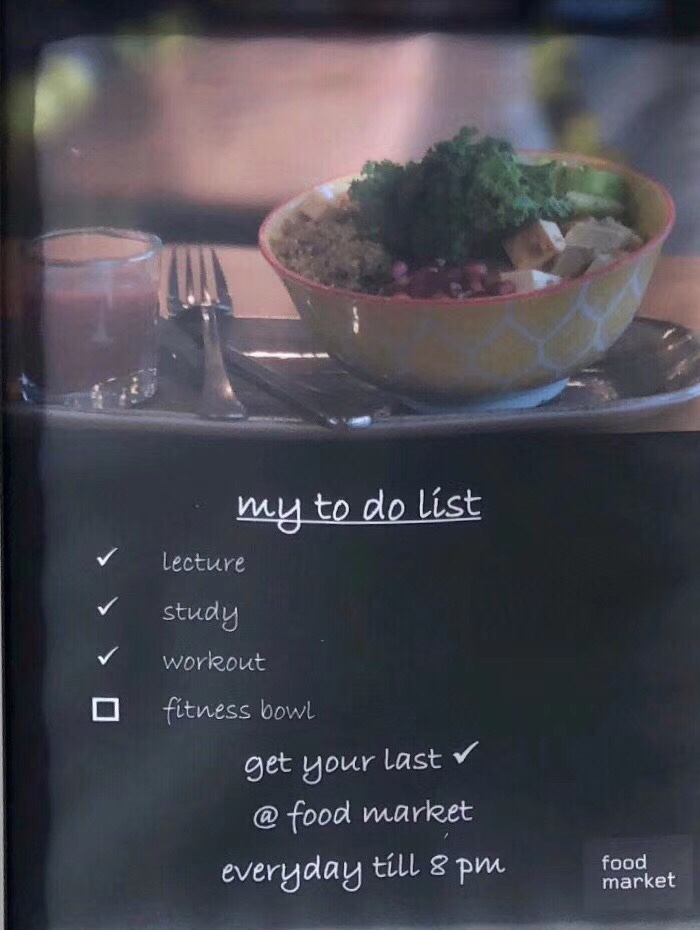 my to do list
✓ lecture
✓ study
✓ workout
☐ fitness bowl
get your last ✓
@ food market
everyday till 8 pm
food
market